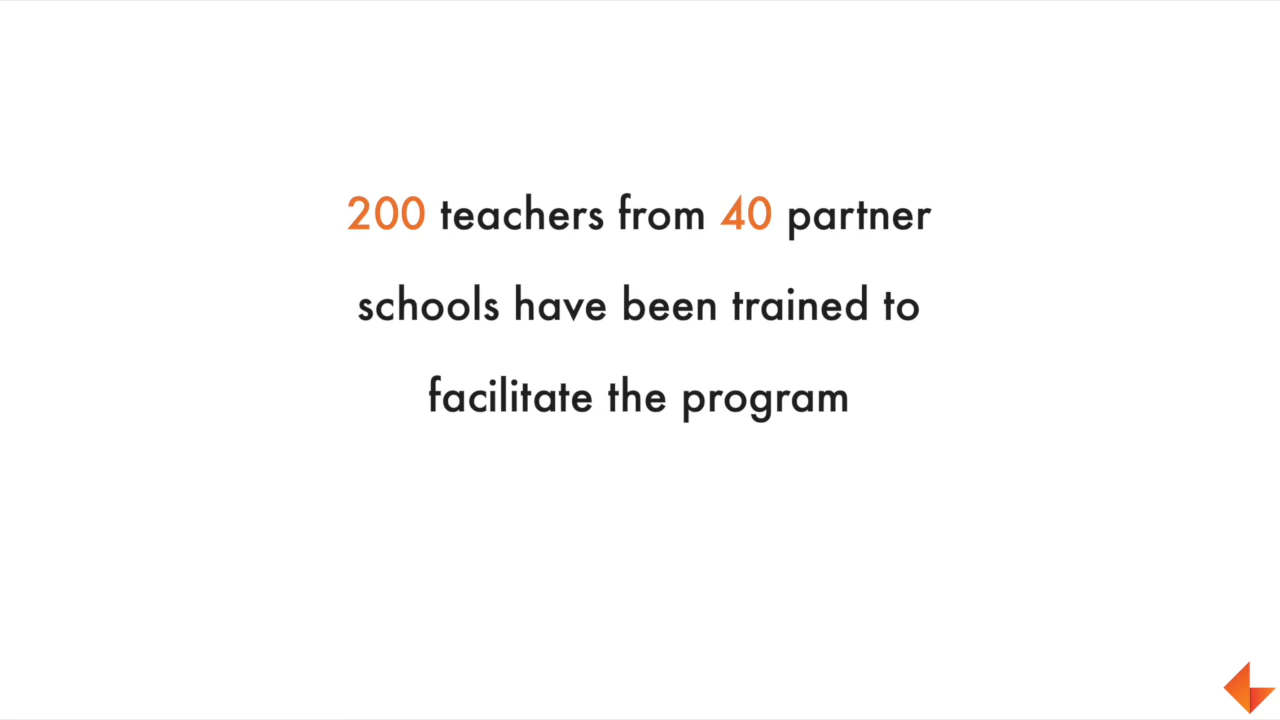 200 teachers from 40 partner
schools have been trained to
facilitate the program